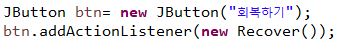 JButton btn= new JButton("회복하기");
btn.addActionListener(new Recover());